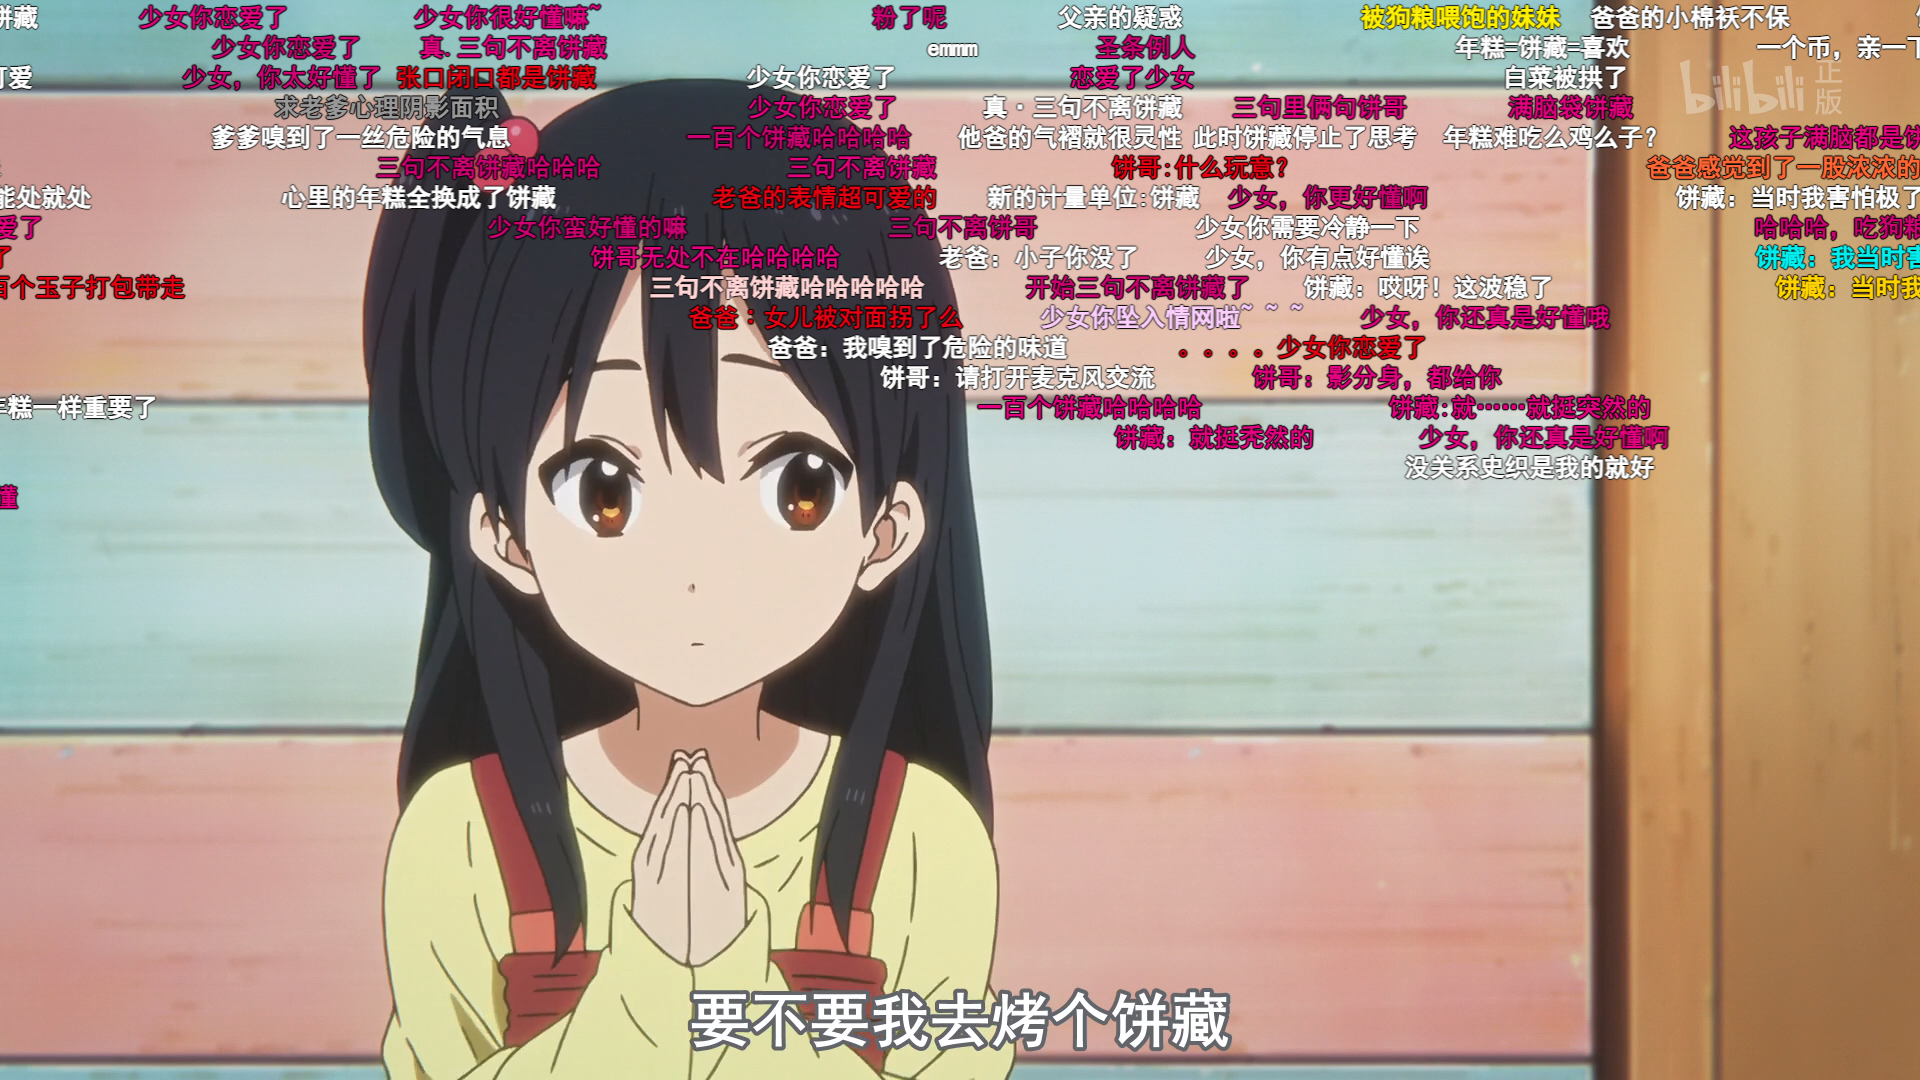 饼藏 少女你恋爱了 少女你很好懂嘛~ 粉了呢 父亲的疑惑 被狗粮喂饱的妹妹 爸爸的小棉袄不保
少女你恋爱了 真.三句不离饼藏 emmm 圣条例人 年糕=饼藏=喜欢 一个币，亲一下
可爱 少女，你太好懂了 张口闭口都是饼藏 少女你恋爱了 恋爱了少女 白菜被拱了
bilibili 正版
求老爹心理阴影面积 少女你恋爱了 真·三句不离饼藏 三句里俩句饼哥 满脑袋饼藏
爹爹嗅到了一丝危险的气息 一百个饼藏哈哈哈哈 他爸的气褶就很灵性 此时饼藏停止了思考 年糕难吃么鸡么子？ 这孩子满脑都是饼
三句不离饼藏哈哈哈 三句不离饼藏 饼哥:什么玩意？ 爸爸感觉到了一股浓浓的
能处就处 心里的年糕全换成了饼藏 老爸的表情超可爱的 新的计量单位:饼藏 少女，你更好懂啊 饼藏：当时我害怕极了
爱了 少女你蛮好懂的嘛 三句不离饼哥 少女你需要冷静一下 哈哈哈，吃狗粮
了 饼哥无处不在哈哈哈哈 老爸：小子你没了 少女，你有点好懂诶 饼藏：我当时害
百个玉子打包带走 三句不离饼藏哈哈哈哈哈 开始三句不离饼藏了 饼藏：哎呀！这波稳了 饼藏：当时我
爸爸：女儿被对面拐了么 少女你坠入情网啦~ ~ ~ 少女，你还真是好懂哦
爸爸：我嗅到了危险的味道 。。。。少女你恋爱了
饼哥：请打开麦克风交流 饼哥：影分身，都给你
年糕一样重要了 一百个饼藏哈哈哈哈 饼藏:就……就挺突然的
饼藏：就挺秃然的 少女，你还真是好懂啊
没关系史织是我的就好
懂
要不要我去烤个饼藏